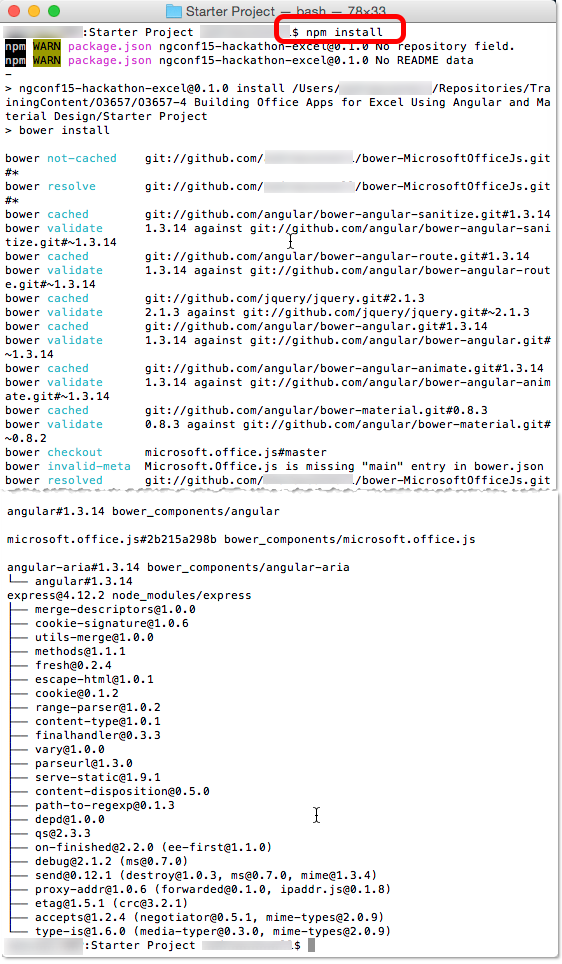 Starter Project — bash — 78×33
:Starter Project $ npm install
npm WARN package.json ngconf15-hackathon-excel@0.1.0 No repository field.
npm WARN package.json ngconf15-hackathon-excel@0.1.0 No README data
-
> ngconf15-hackathon-excel@0.1.0 install /Users/ /Repositories/Tra
iningContent/O3657/O3657-4 Building Office Apps for Excel Using Angular and Ma
terial Design/Starter Project
> bower install
bower not-cached git://github.com/ /bower-MicrosoftOfficeJs.git
#*
bower resolve git://github.com/ /bower-MicrosoftOfficeJs.git
#*
bower cached git://github.com/angular/bower-angular-sanitize.git#1.3.14
bower validate 1.3.14 against git://github.com/angular/bower-angular-sani
tize.git#~1.3.14
bower cached git://github.com/angular/bower-angular-route.git#1.3.14
bower validate 1.3.14 against git://github.com/angular/bower-angular-rout
e.git#~1.3.14
bower cached git://github.com/jquery/jquery.git#2.1.3
bower validate 2.1.3 against git://github.com/jquery/jquery.git#~2.1.3
bower cached git://github.com/angular/bower-angular.git#1.3.14
bower validate 1.3.14 against git://github.com/angular/bower-angular.git#
~1.3.14
bower cached git://github.com/angular/bower-angular-animate.git#1.3.14
bower validate 1.3.14 against git://github.com/angular/bower-angular-anim
ate.git#~1.3.14
bower cached git://github.com/angular/bower-material.git#0.8.3
bower validate 0.8.3 against git://github.com/angular/bower-material.git#
~0.8.2
bower checkout microsoft.office.js#master
bower invalid-meta Microsoft.Office.js is missing "main" entry in bower.json
bower resolved git://github.com/ /bower-MicrosoftOfficeJs.git
angular#1.3.14 bower_components/angular
microsoft.office.js#2b215a298b bower_components/microsoft.office.js
angular-aria#1.3.14 bower_components/angular-aria
└── angular#1.3.14
express@4.12.2 node_modules/express
├── merge-descriptors@1.0.0
├── cookie-signature@1.0.6
├── utils-merge@1.0.0
├── methods@1.1.1
├── fresh@0.2.4
├── escape-html@1.0.1
├── cookie@0.1.2
├── range-parser@1.0.2
├── content-type@1.0.1
├── finalhandler@0.3.3
├── vary@1.0.0
├── parseurl@1.3.0
├── serve-static@1.9.1
├── content-disposition@0.5.0
├── path-to-regexp@0.1.3
├── depd@1.0.0
├── qs@2.3.3
├── on-finished@2.2.0 (ee-first@1.1.0)
├── debug@2.1.2 (ms@0.7.0)
├── send@0.12.1 (destroy@1.0.3, ms@0.7.0, mime@1.3.4)
├── proxy-addr@1.0.6 (forwarded@0.1.0, ipaddr.js@0.1.8)
├── etag@1.5.1 (crc@3.2.1)
├── accepts@1.2.4 (negotiator@0.5.1, mime-types@2.0.9)
└── type-is@1.6.0 (media-typer@0.3.0, mime-types@2.0.9)
:Starter Project $